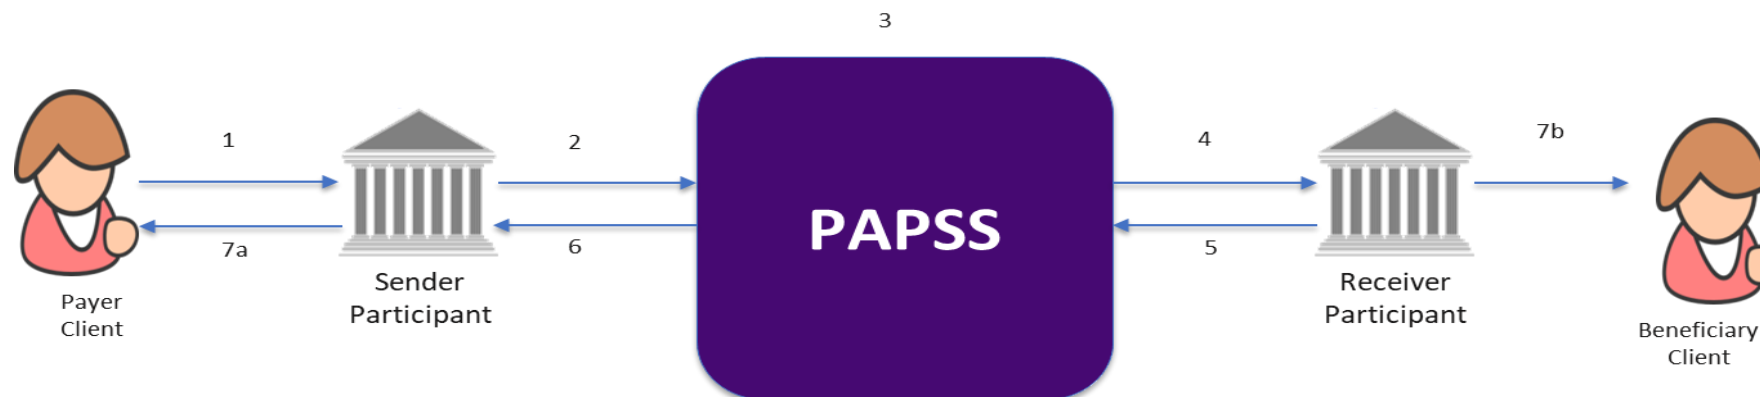 3
1
2
4
7b
PAPSS
7a
6
5
Payer
Client
Sender
Participant
Receiver
Participant
Beneficiary
Client